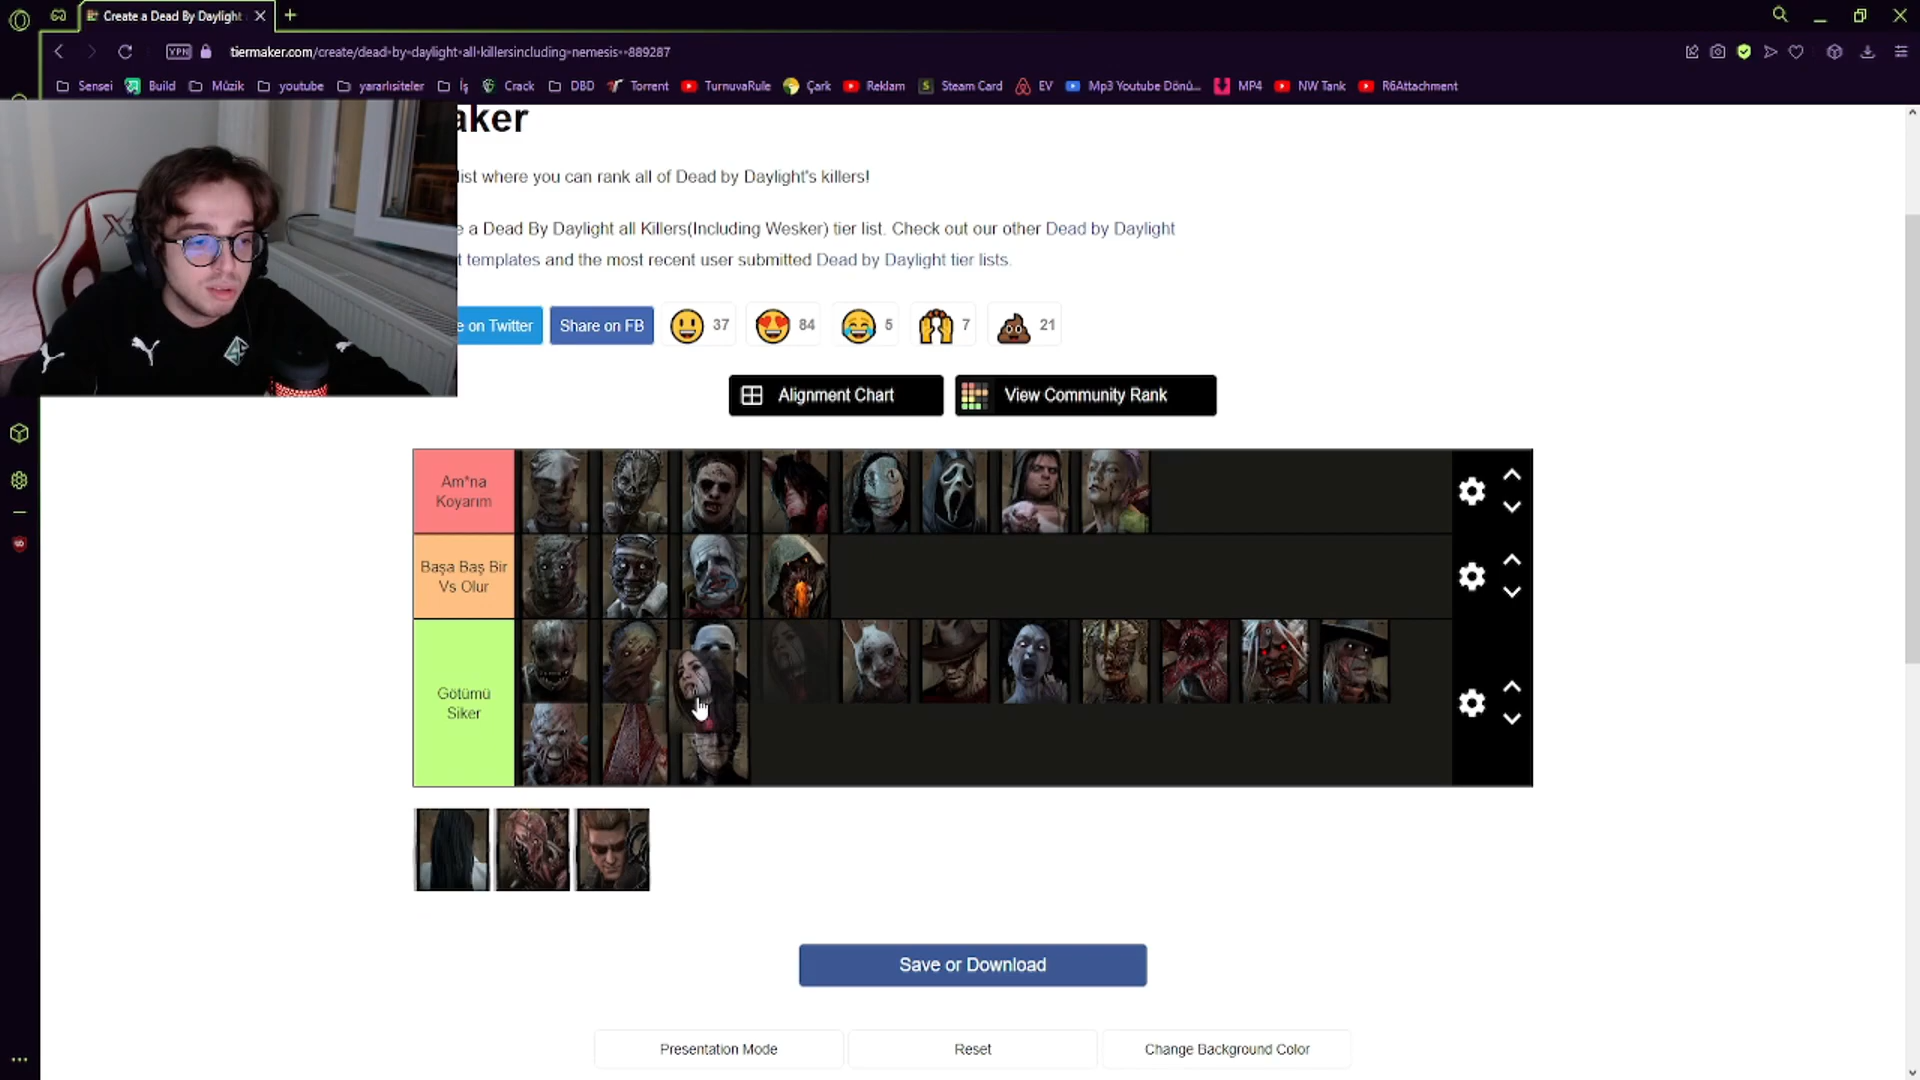 Create a Dead By Daylight
VPN
tiermaker.com/create/dead-by-daylight-all-killersincluding-nemesis--889287
Sensei
Build
Müzik
youtube
yararlısiteler
İş
Crack
DBD
Torrent
TurnuvaRule
Çark
Reklam
Steam Card
EV
Mp3 Youtube Dönü...
MP4
NW Tank
R6Attachment
aker
list where you can rank all of Dead by Daylight's killers!
e a Dead By Daylight all Killers(Including Wesker) tier list. Check out our other Dead by Daylight
t templates and the most recent user submitted Dead by Daylight tier lists.
e on Twitter
Share on FB
37
84
5
7
21
Alignment Chart
View Community Rank
Am*na
Koyarım
Başa Baş Bir
Vs Olur
Götümü
Siker
Save or Download
Presentation Mode
Reset
Change Background Color